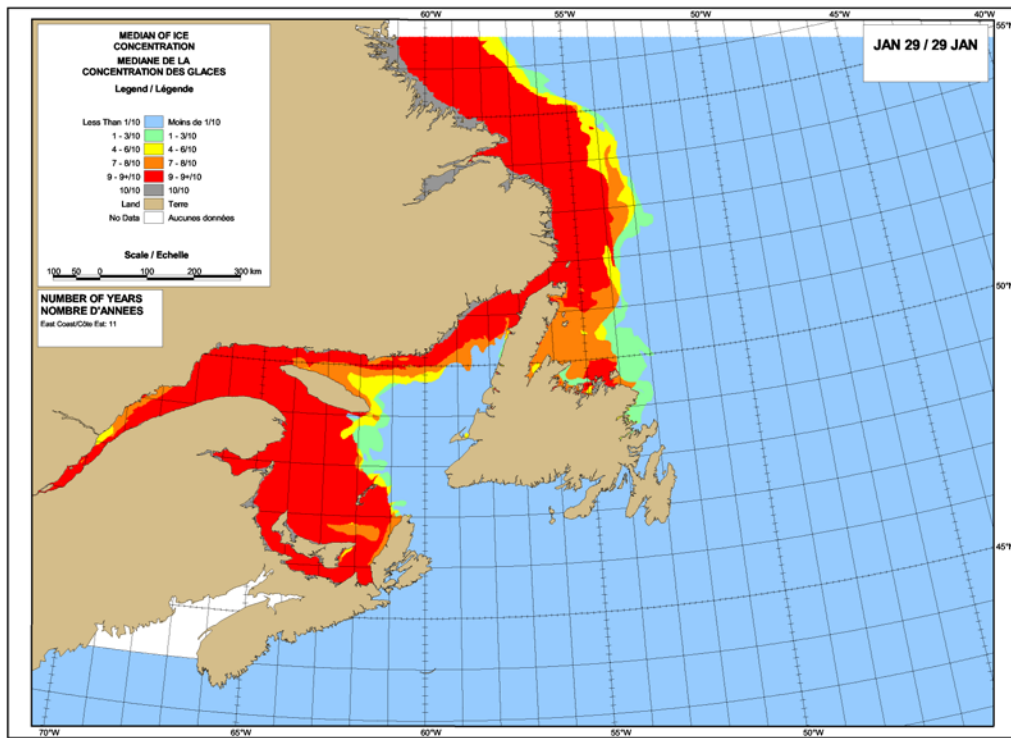 60°W 55°W 50°W 45°W 40°W
55°N
MEDIAN OF ICE
CONCENTRATION
MEDIANE DE LA
CONCENTRATION DES GLACES
Legend / Légende
Less Than 1/10 Moins de 1/10
1 - 3/10 1 - 3/10
4 - 6/10 4 - 6/10
7 - 8/10 7 - 8/10
9 - 9+/10 9 - 9+/10
10/10 10/10
Land Terre
No Data Aucunes données
Scale / Echelle
100 50 0 100 200 300 km
JAN 29 / 29 JAN
NUMBER OF YEARS
NOMBRE D'ANNEES
East Coast/Côte Est: 11
50°N
45°N
70°W 65°W 60°W 55°W 50°W